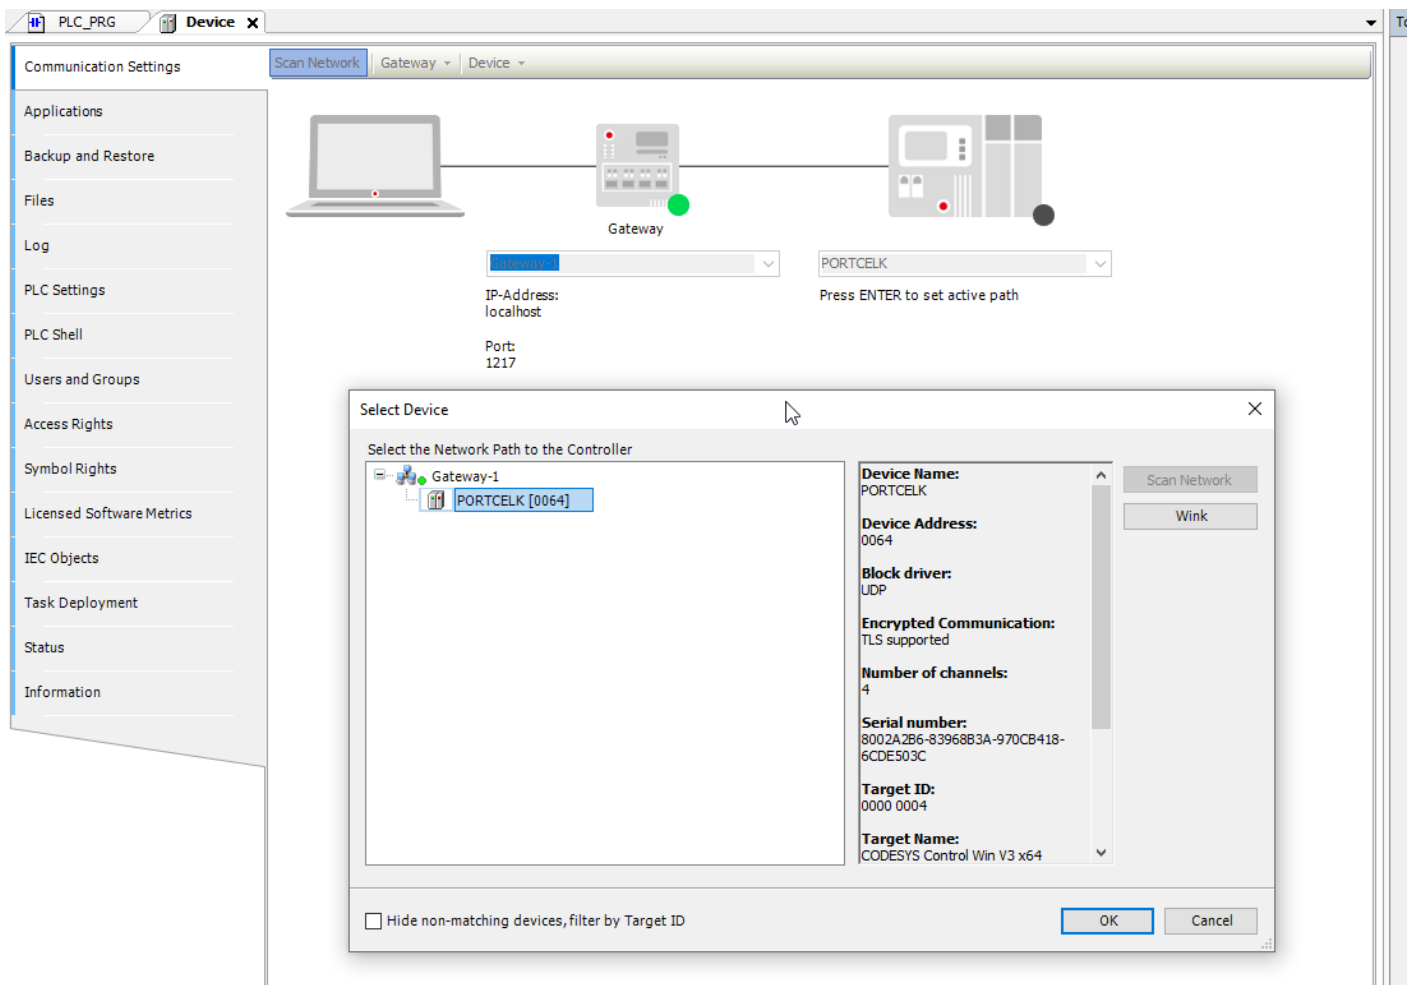 PLC_PRG
Device
To
Communication Settings
Scan Network
Gateway
Device
Applications
Backup and Restore
Files
Log
PLC Settings
PLC Shell
Users and Groups
Access Rights
Symbol Rights
Licensed Software Metrics
IEC Objects
Task Deployment
Status
Information
Gateway
Gateway-1
PORTCELK
IP-Address:
localhost
Press ENTER to set active path
Port:
1217
Select Device
Select the Network Path to the Controller
Gateway-1
PORTCELK [0064]
Device Name:
PORTCELK
Device Address:
0064
Block driver:
UDP
Encrypted Communication:
TLS supported
Number of channels:
4
Serial number:
8002A2B6-83968B3A-970CB418-
6CDE503C
Target ID:
0000 0004
Target Name:
CODESYS Control Win V3 x64
Scan Network
Wink
Hide non-matching devices, filter by Target ID
OK
Cancel